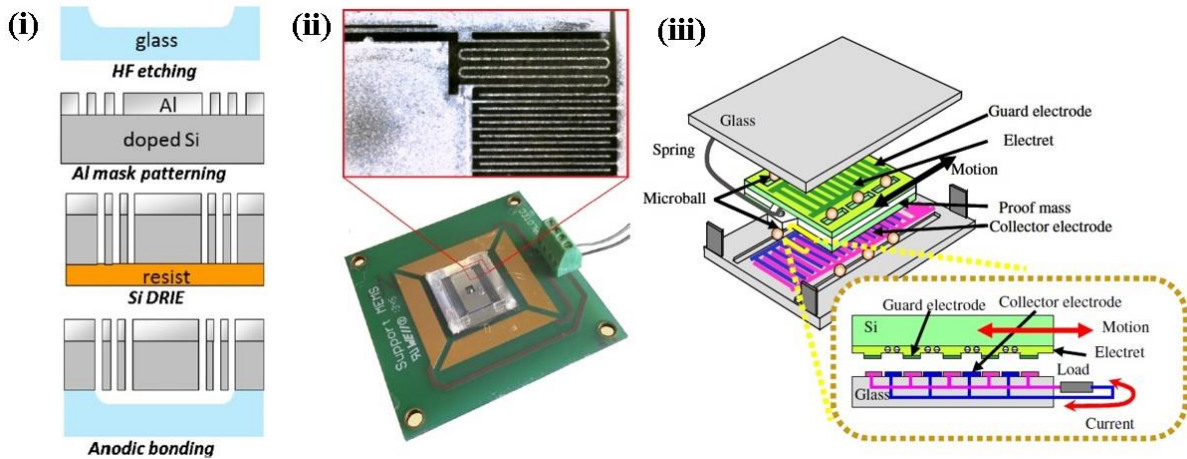 (i)
glass
HF etching
Al
doped Si
Al mask patterning
resist
Si DRIE
Anodic bonding
(ii)
Support MEMS
(iii)
Glass
Guard electrode
Electret
Spring
Motion
Microball
Proof mass
Collector electrode
Guard electrode
Collector electrode
Si
Motion
Electret
Load
Glass
Current